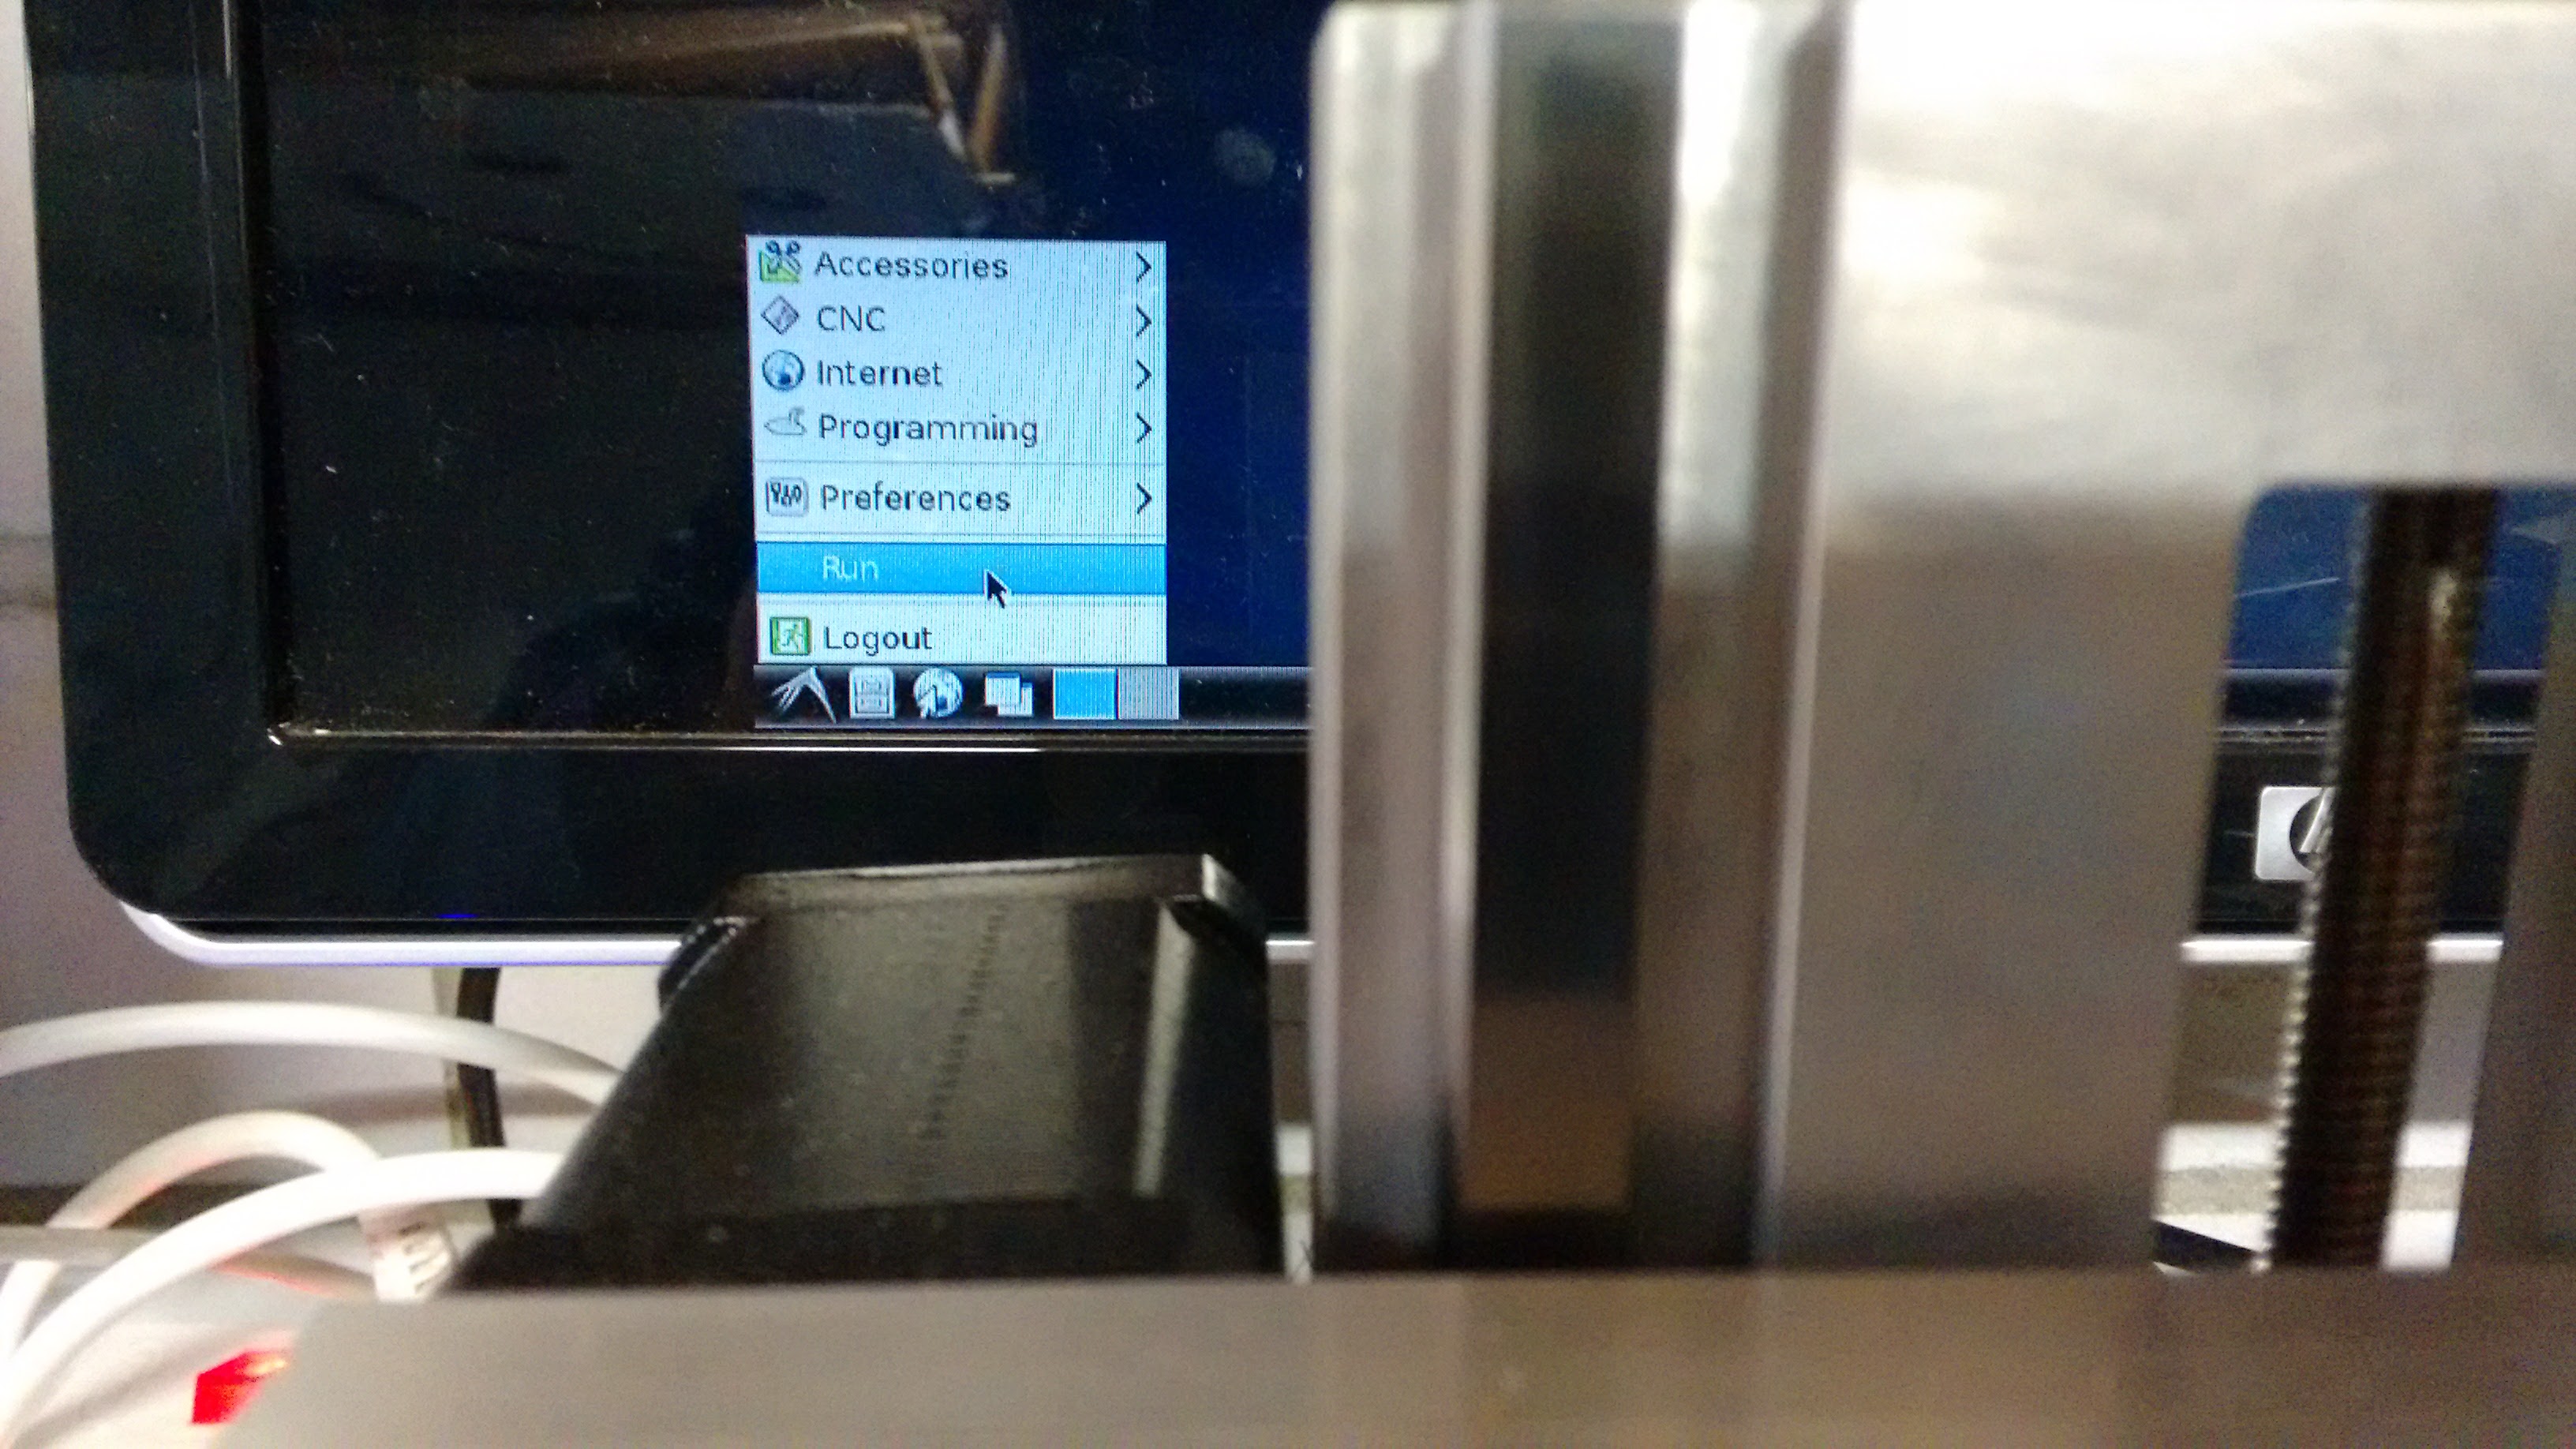 Accessories
CNC
Internet
Programming
Preferences
Run
Logout